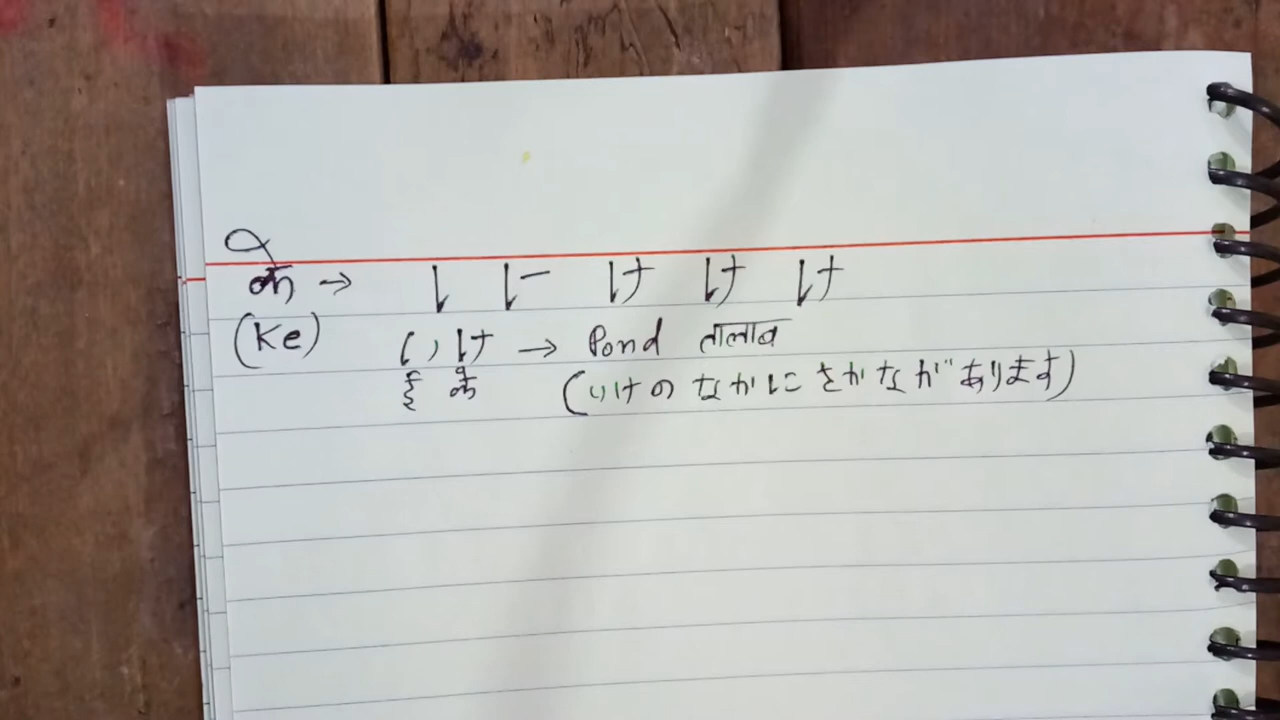 के → l l- け け け
(Ke) いけ → Pond तालाब
इ के (いけの なかに さかなが あります)